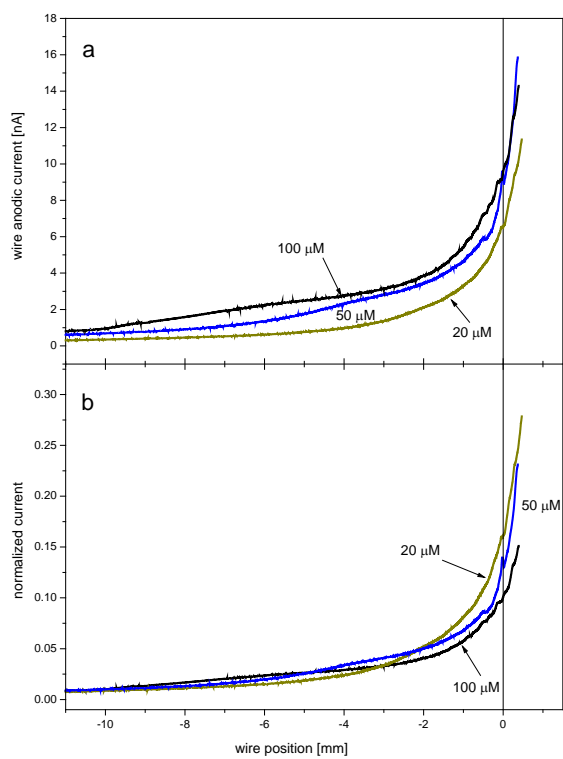 18
16
14
12
10
8
6
4
2
0
wire anodic current [nA]
a
100 μM
50 μM
20 μM
0.30
0.25
0.20
0.15
0.10
0.05
0.00
normalized current
b
50 μM
20 μM
100 μM
-10
-8
-6
-4
-2
0
wire position [mm]